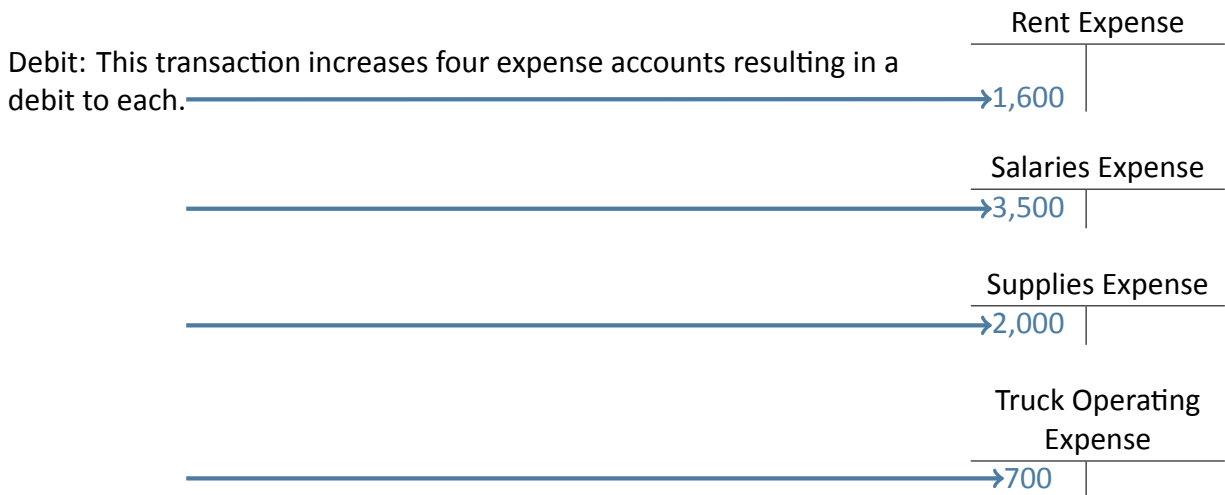 Rent Expense
Debit: This transaction increases four expense accounts resulting in a
debit to each.
1,600
Salaries Expense
3,500
Supplies Expense
2,000
Truck Operating
Expense
700